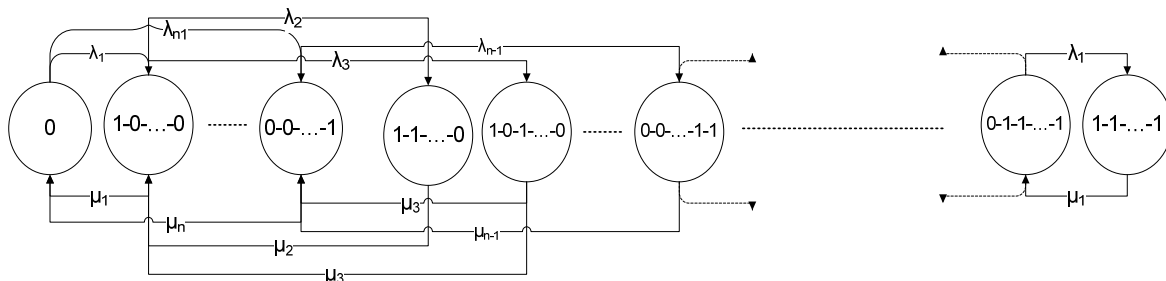 λ2
λn1
λn-1
λ1
λ3
λ1
0
1-0-…-0
0-0-…-1
1-1-…-0
1-0-1-…-0
0-0-…-1-1
0-1-1-…-1
1-1-…-1
μ1
μ3
μ1
μn
μn-1
μ2
μ3